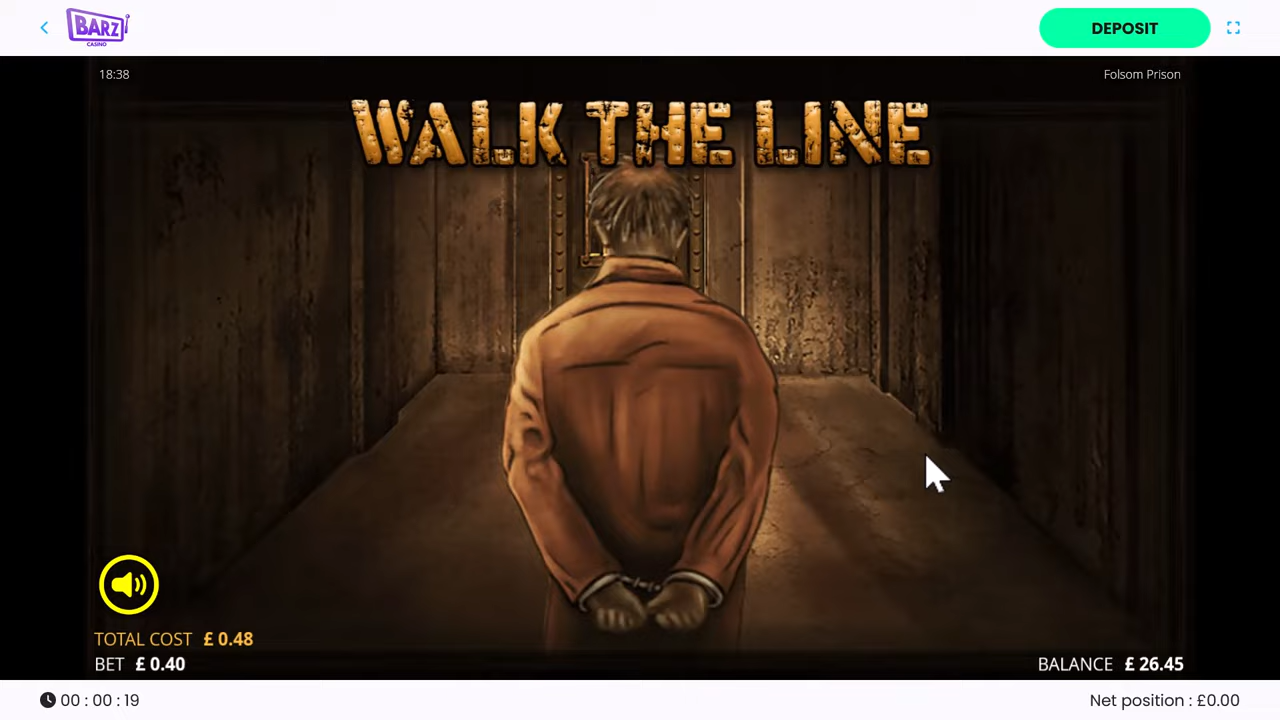 BARZ
CASINO
DEPOSIT
18:38
Folsom Prison
WALK THE LINE
TOTAL COST £ 0.48
BET £ 0.40
BALANCE £ 26.45
00 : 00 : 19
Net position : £0.00